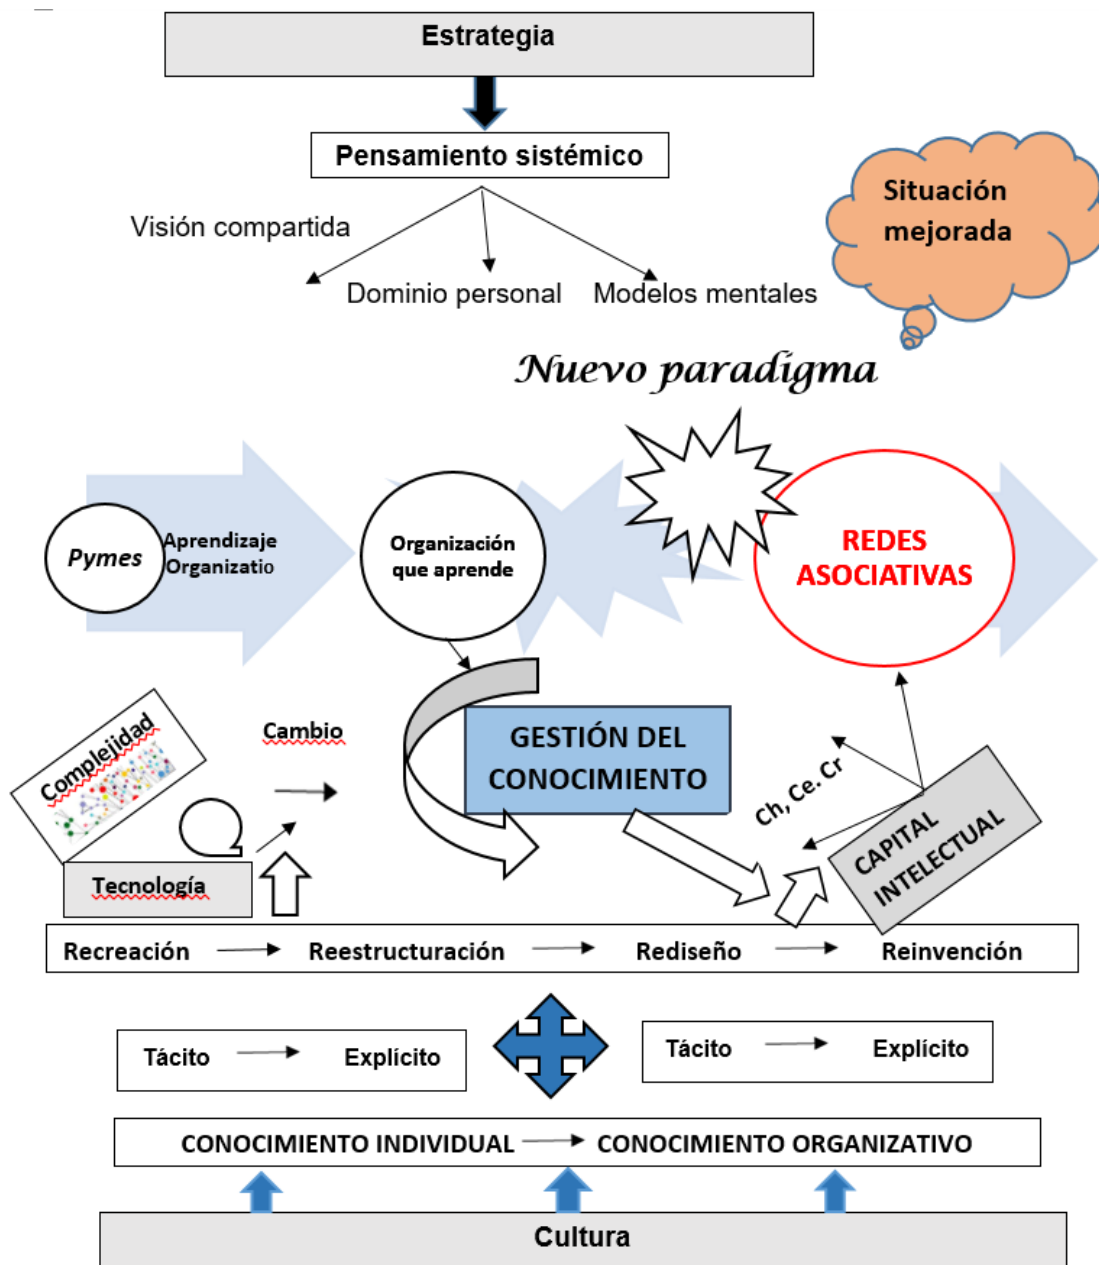 Estrategia
Pensamiento sistémico
Visión compartida
Dominio personal
Modelos mentales
Situación
mejorada
Nuevo paradigma
Pymes
Aprendizaje
Organizatio
Organización
que aprende
REDES
ASOCIATIVAS
Complejidad
Cambio
Tecnología
GESTIÓN DEL
CONOCIMIENTO
Ch, Ce. Cr
CAPITAL
INTELECTUAL
Recreación
Reestructuración
Rediseño
Reinvención
Tácito
Explícito
Tácito
Explícito
CONOCIMIENTO INDIVIDUAL
CONOCIMIENTO ORGANIZATIVO
Cultura